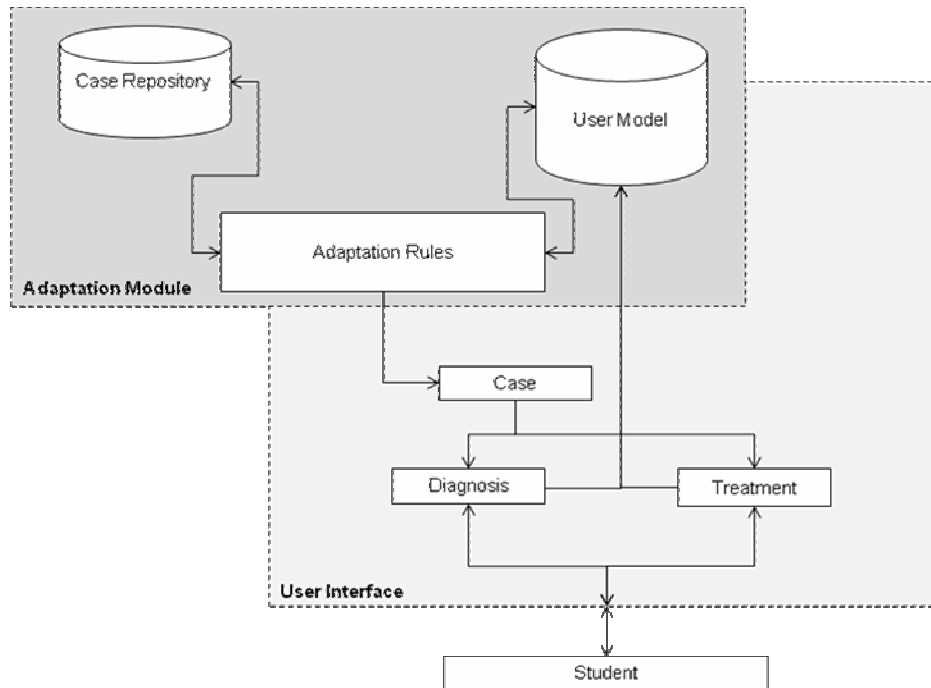 Case Repository
User Model
Adaptation Rules
Adaptation Module
Case
Diagnosis
Treatment
User Interface
Student